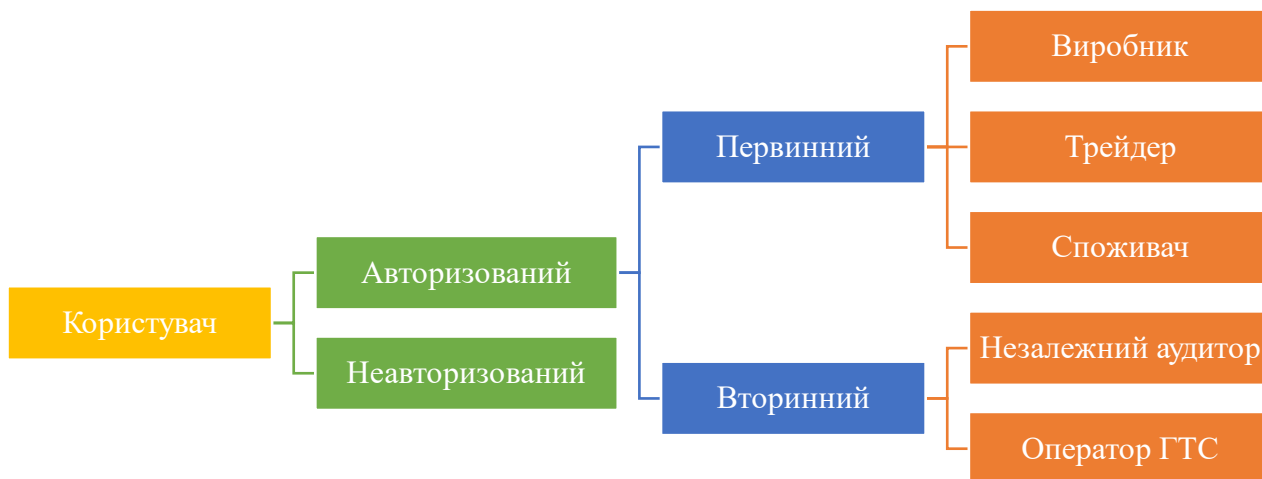 Користувач
Авторизований
Неавторизований
Первинний
Вторинний
Виробник
Трейдер
Споживач
Незалежний аудитор
Оператор ГТС